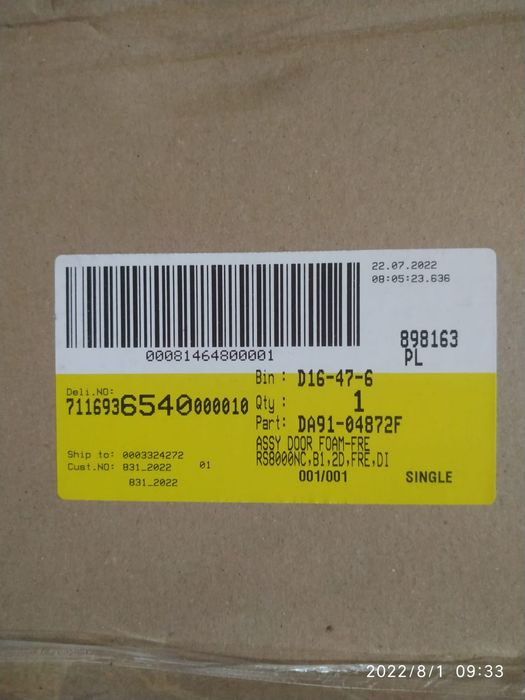 22.07.2022
08:05:23.636
00081464800001
898163
PL
Bin : D16-47-6
Deli.NO:
7116936540000010
Qty : 1
Part: DA91-04872F
ASSY DOOR FOAM-FRE
RS8000NC,B1,2D,FRE,DI
Ship to: 0003324272
Cust.NO: 831_2022 01
831_2022
001/001
SINGLE
2022/8/1 09:33